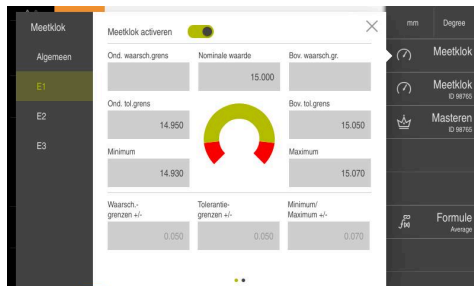 Meetklok
Algemeen
E1
E2
E3
Meetklok activeren
Ond. waarsch.grens
Nominale waarde
Bov. waarsch.gr.
15.000
Ond. tol.grens
Bov. tol.grens
14.950
15.050
Minimum
Maximum
14.930
15.070
Waarsch.-
grenzen +/-
Tolerantie-
grenzen +/-
Minimum/
Maximum +/-
0.050
0.050
0.070
mm
Degree
Meetklok
Meetklok
ID 98765
Masteren
ID 98765
f(x)
Formule
Average